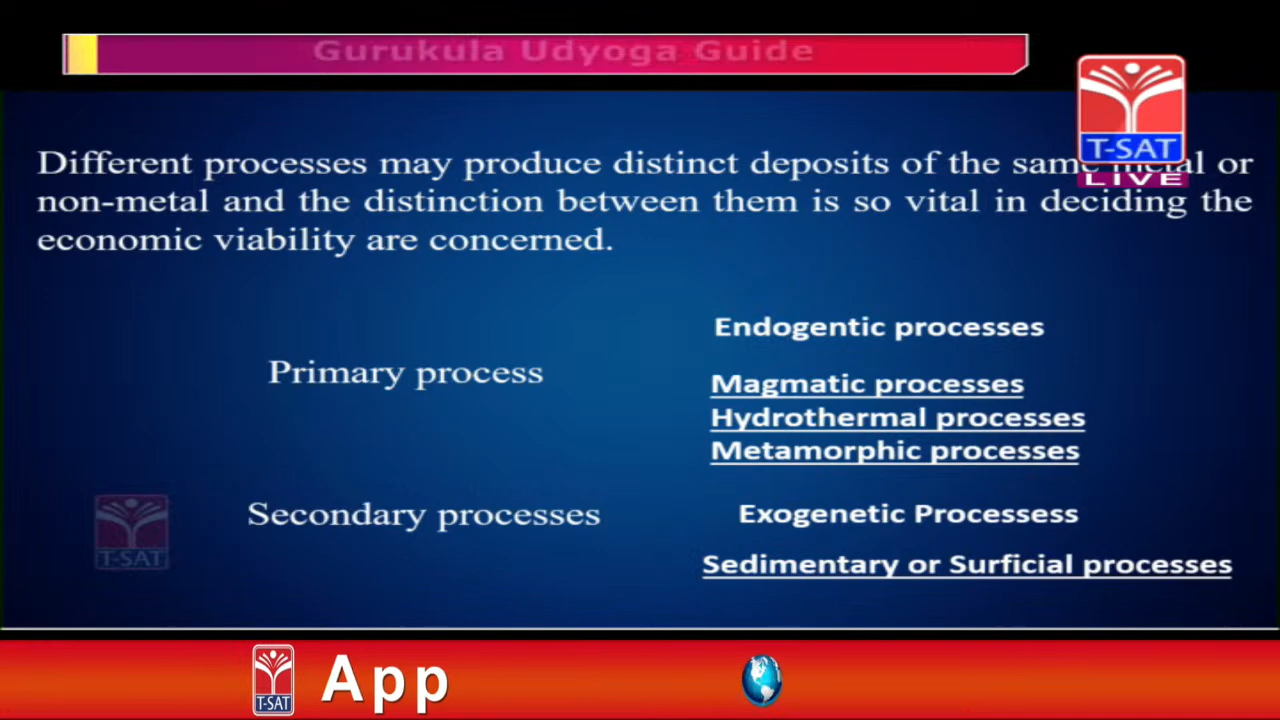 Gurukula Udyoga Guide
T-SAT
LIVE
Different processes may produce distinct deposits of the same metal or
non-metal and the distinction between them is so vital in deciding the
economic viability are concerned.
Endogentic processes
Primary process
Magmatic processes
Hydrothermal processes
Metamorphic processes
Secondary processes
Exogenetic Processess
T-SAT
Sedimentary or Surficial processes
T-SAT
App